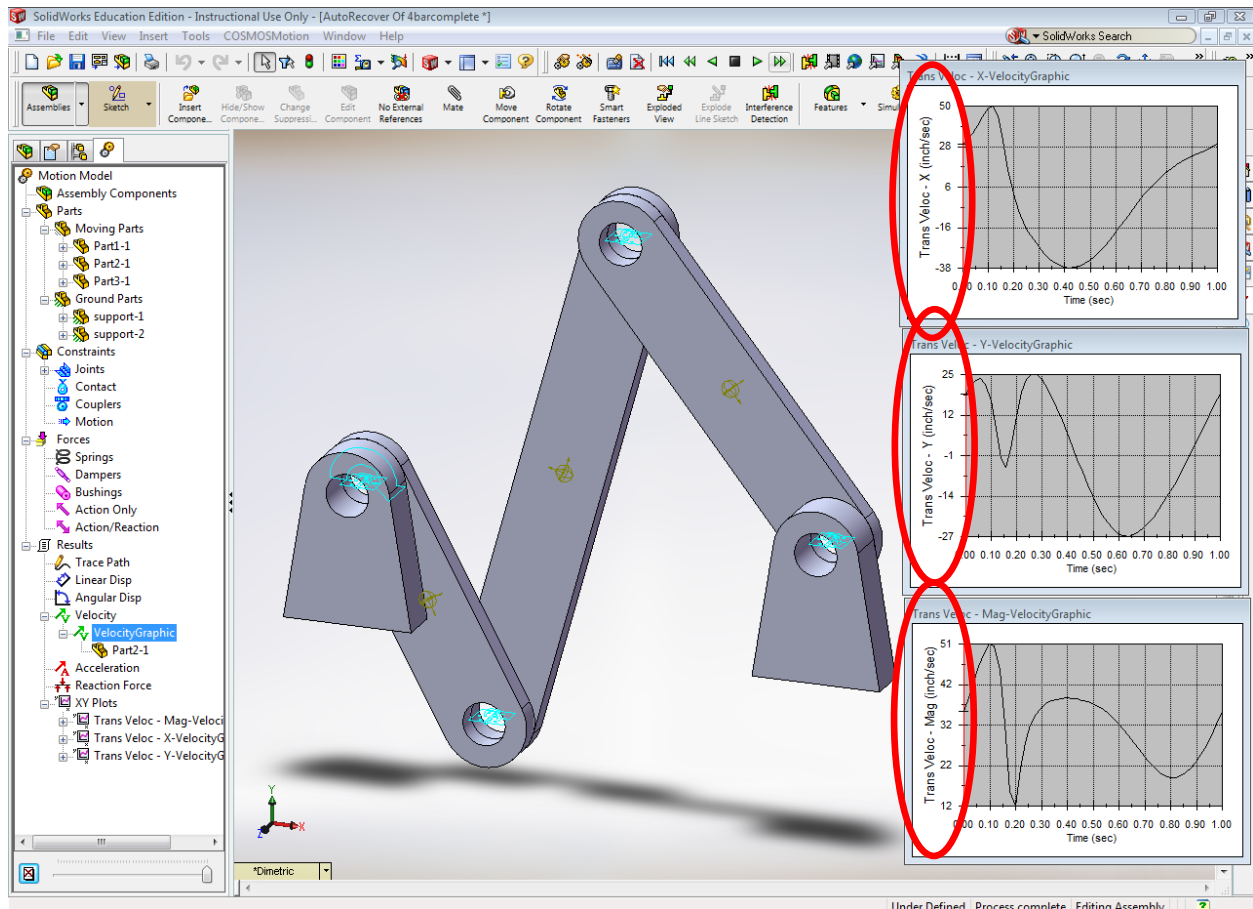 SolidWorks Education Edition - Instructional Use Only - [AutoRecover Of 4barcomplete *]
File Edit View Insert Tools COSMOSMotion Window Help
SolidWorks Search
Assemblies
Sketch
Insert Compone...
Hide/Show Compone...
Change Suppressi...
Edit Component
No External References
Mate
Move Component
Rotate Component
Smart Fasteners
Exploded View
Explode Line Sketch
Interference Detection
Features
Motion Model
Assembly Components
Parts
Moving Parts
Part1-1
Part2-1
Part3-1
Ground Parts
support-1
support-2
Constraints
Joints
Contact
Couplers
Motion
Forces
Springs
Dampers
Bushings
Action Only
Action/Reaction
Results
Trace Path
Linear Disp
Angular Disp
Velocity
VelocityGraphic
Part2-1
Acceleration
Reaction Force
XY Plots
Trans Veloc - Mag-Veloci
Trans Veloc - X-VelocityG
Trans Veloc - Y-VelocityG
Y
X
Z
*Dimetric
Trans Veloc - X-VelocityGraphic
Trans Veloc - X (inch/sec)
50
28
6
-16
-38
0.00 0.10 0.20 0.30 0.40 0.50 0.60 0.70 0.80 0.90 1.00
Time (sec)
Trans Veloc - Y-VelocityGraphic
Trans Veloc - Y (inch/sec)
25
12
-1
-14
-27
0.00 0.10 0.20 0.30 0.40 0.50 0.60 0.70 0.80 0.90 1.00
Time (sec)
Trans Veloc - Mag-VelocityGraphic
Trans Veloc - Mag (inch/sec)
51
42
32
22
12
0.00 0.10 0.20 0.30 0.40 0.50 0.60 0.70 0.80 0.90 1.00
Time (sec)
Under Defined Process complete Editing Assembly